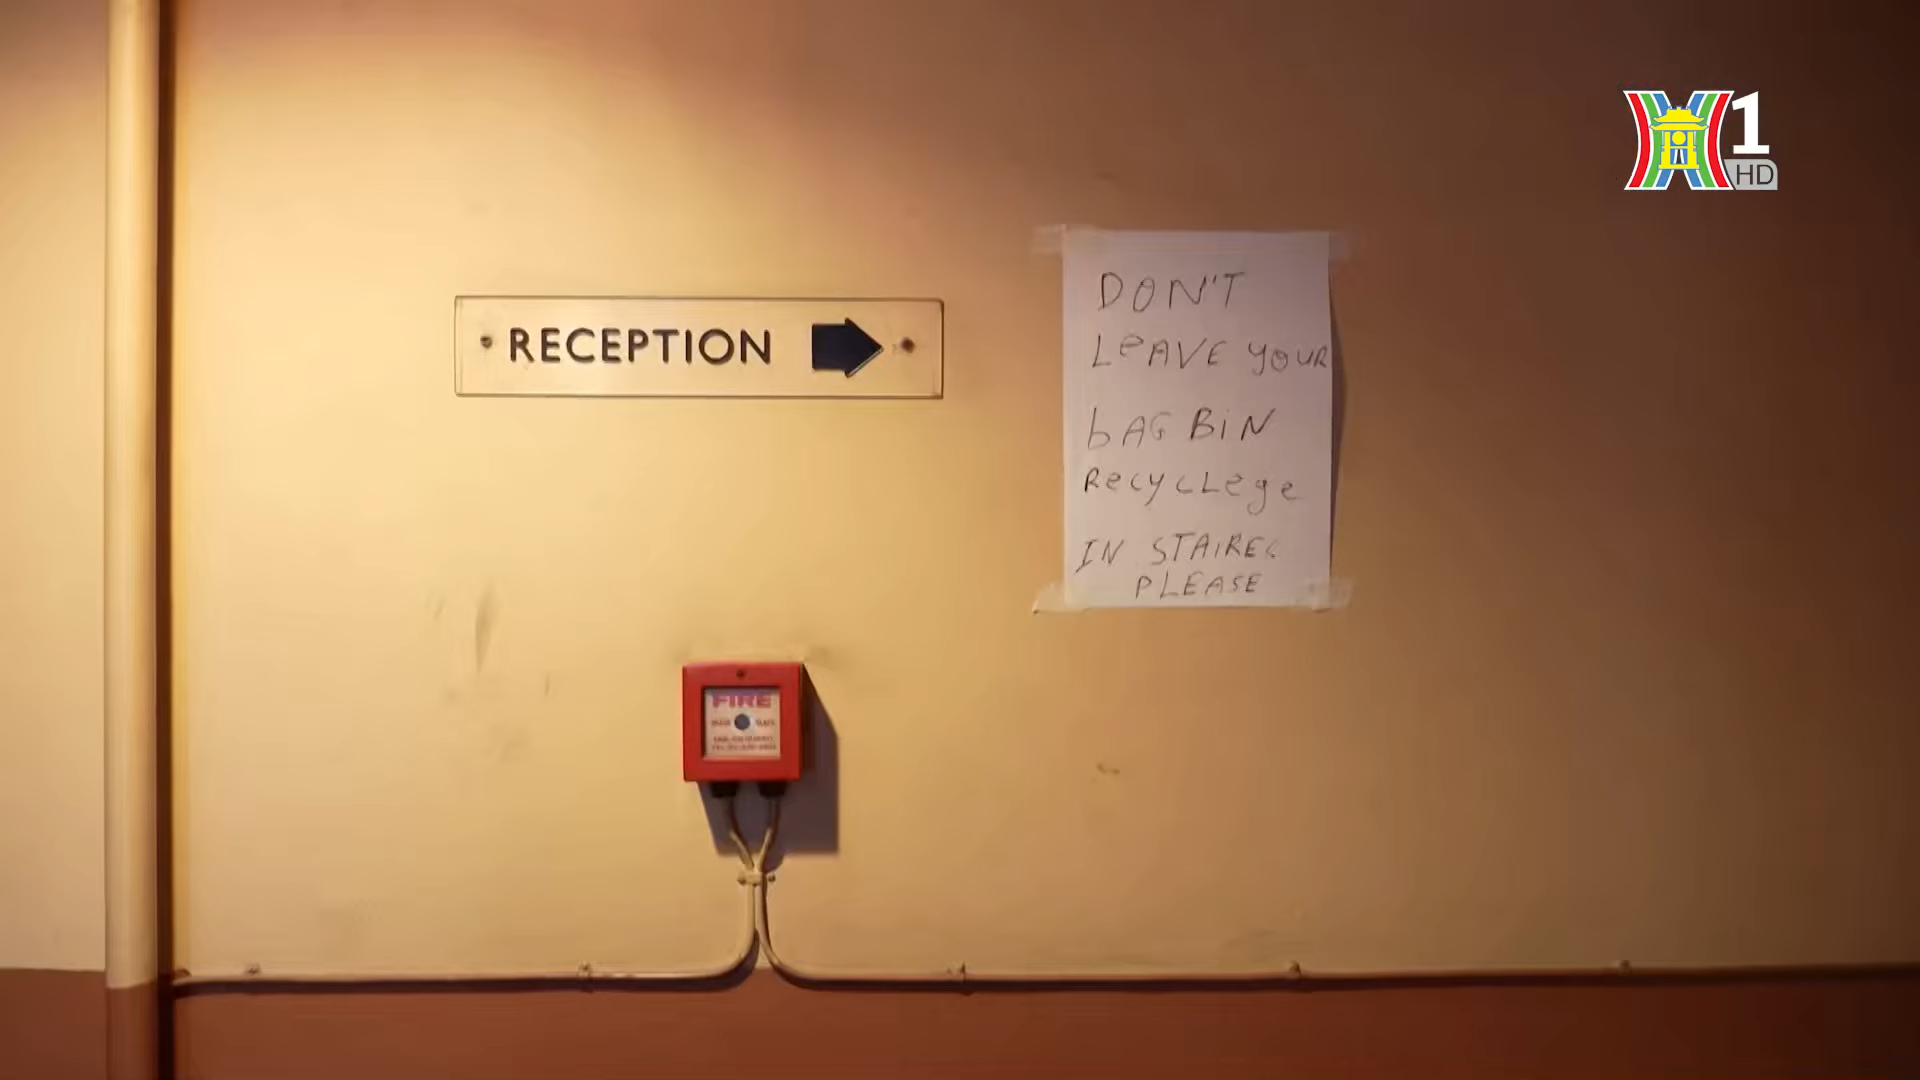 RECEPTION
DON'T
LeAVE YOUR
bAG BiN
RecycLege
IN STAIREC
PLEASE
FIRE
1
HD